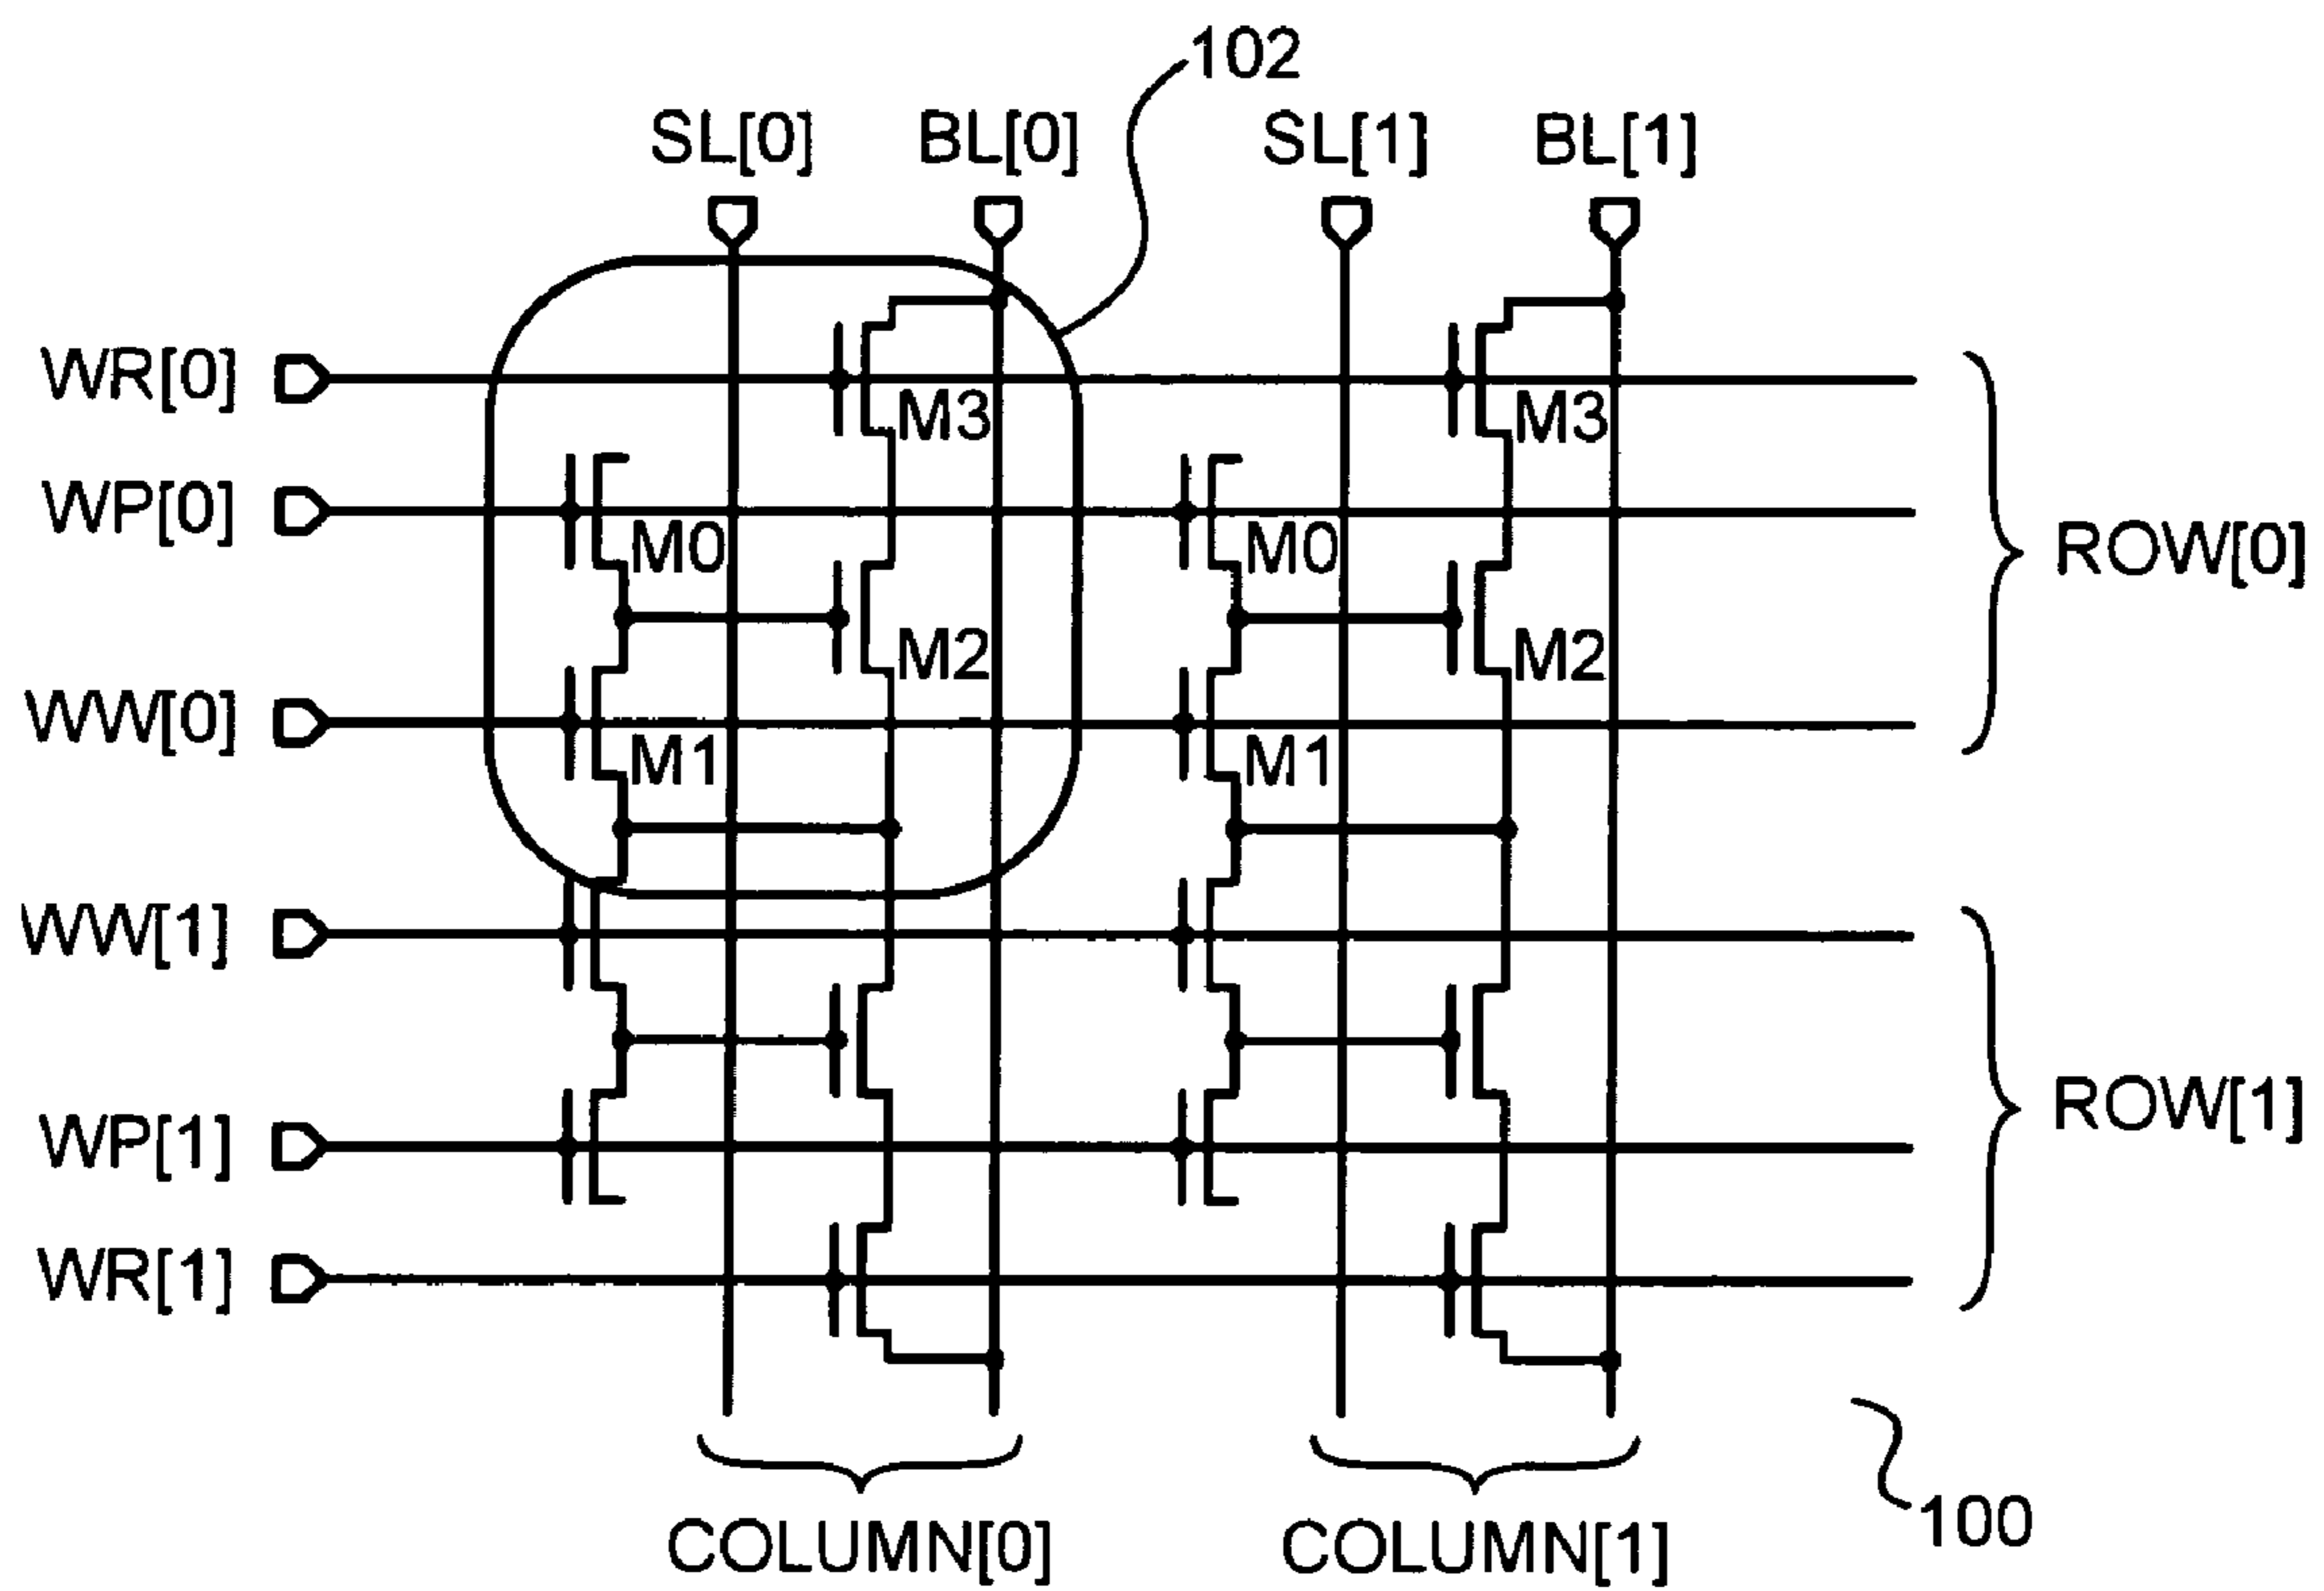 102
SL[0] BL[0] SL[1] BL[1]
WR[0]
M3 M3
WP[0]
M0 M0
ROW[0]
M2 M2
WW[0]
M1 M1
WW[1]
WP[1]
ROW[1]
WR[1]
100
COLUMN[0] COLUMN[1]